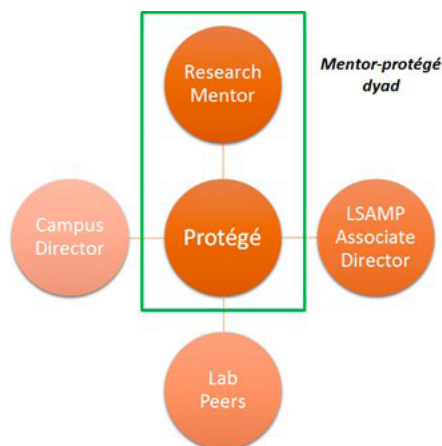 Research
Mentor
Mentor-protégé
dyad
Campus
Director
Protégé
LSAMP
Associate
Director
Lab
Peers